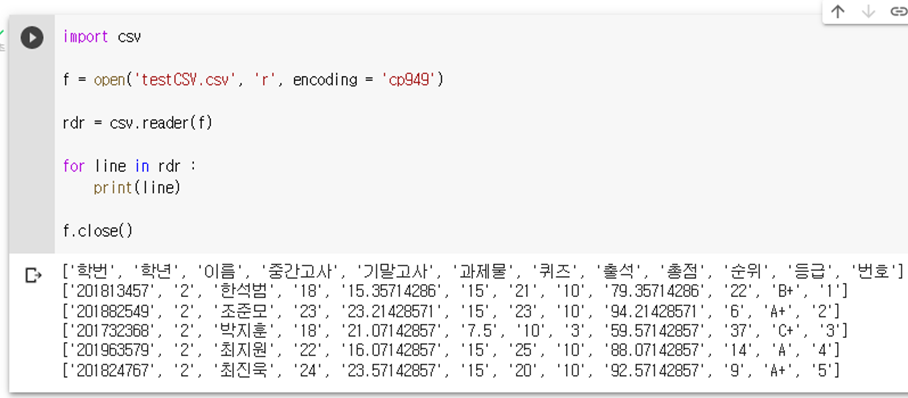 import csv
f = open('testCSV.csv', 'r', encoding = 'cp949')
rdr = csv.reader(f)
for line in rdr :
    print(line)
f.close()
['학번', '학년', '이름', '중간고사', '기말고사', '과제물', '퀴즈', '출석', '총점', '순위', '등급', '번호']
['201813457', '2', '한석범', '18', '15.35714286', '15', '21', '10', '79.35714286', '22', 'B+', '1']
['201882549', '2', '조준모', '23', '23.21428571', '15', '23', '10', '94.21428571', '6', 'A+', '2']
['201732368', '2', '박지훈', '18', '21.07142857', '7.5', '10', '3', '59.57142857', '37', 'C+', '3']
['201963579', '2', '최지원', '22', '16.07142857', '15', '25', '10', '88.07142857', '14', 'A', '4']
['201824767', '2', '최진욱', '24', '23.57142857', '15', '20', '10', '92.57142857', '9', 'A+', '5']